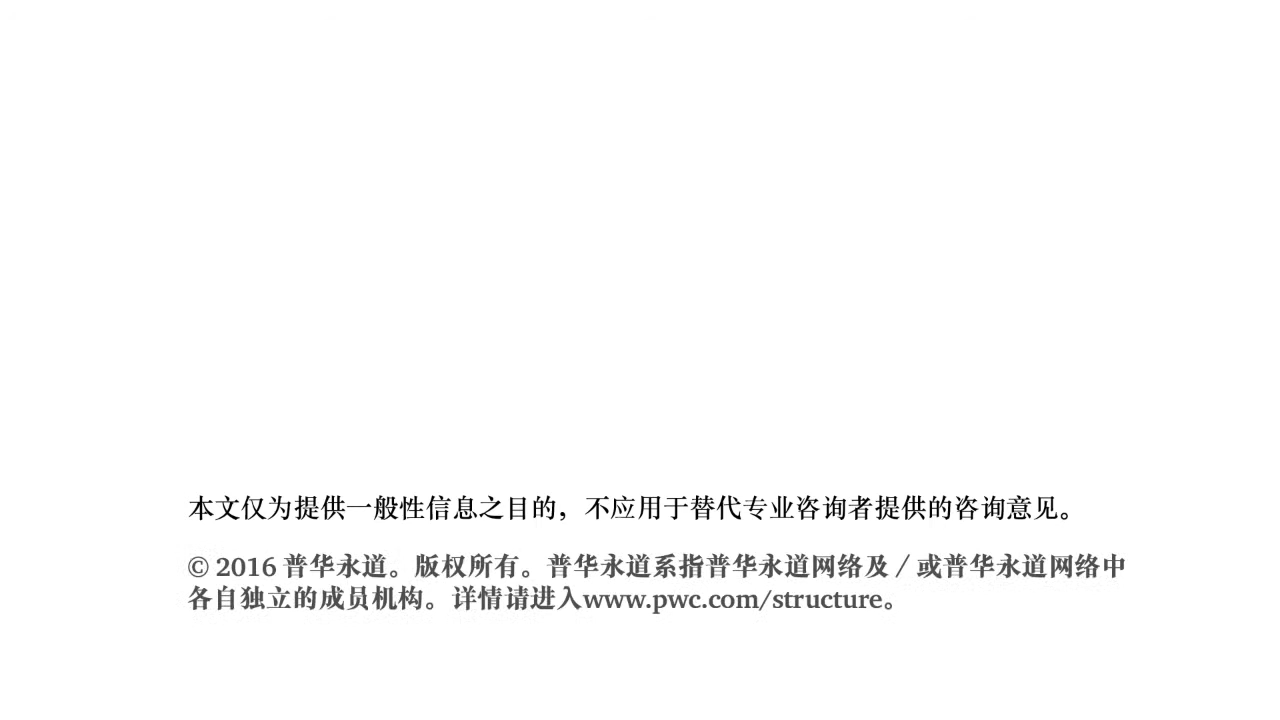 本文仅为提供一般性信息之目的，不应用于替代专业咨询者提供的咨询意见。
© 2016 普华永道。版权所有。普华永道系指普华永道网络及／或普华永道网络中
各自独立的成员机构。详情请进入www.pwc.com/structure。